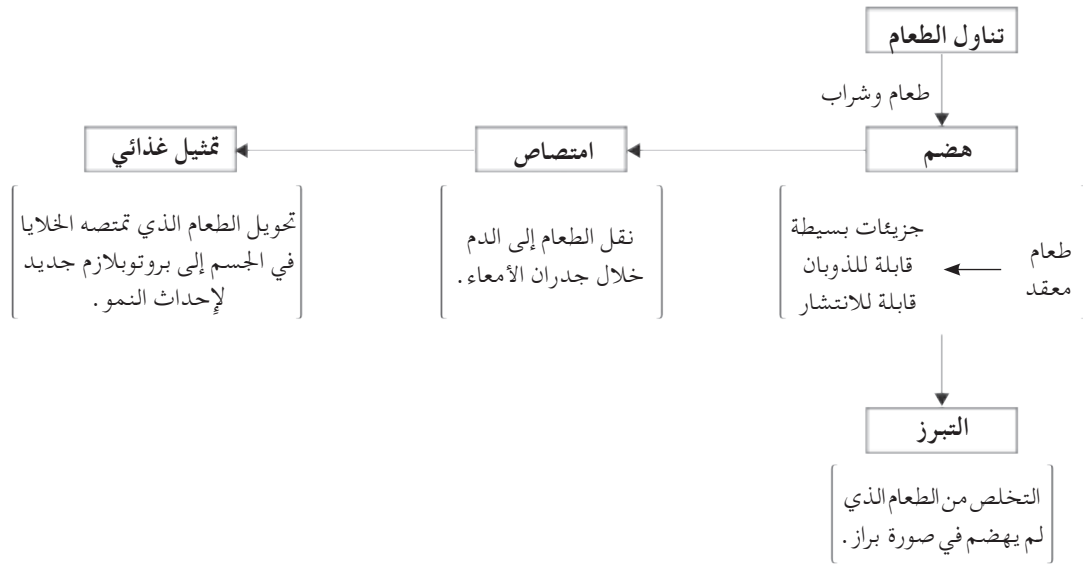 تناول الطعام
طعام وشراب
هضم
امتصاص
تمثيل غذائي
طعام
معقد
جزيئات بسيطة
قابلة للذوبان
قابلة للانتشار
نقل الطعام إلى الدم
خلال جدران الأمعاء.
تحويل الطعام الذي تمتصه الخلايا
في الجسم إلى بروتوبلازم جديد
لإحداث النمو.
التبرز
التخلص من الطعام الذي
لم يهضم في صورة براز.